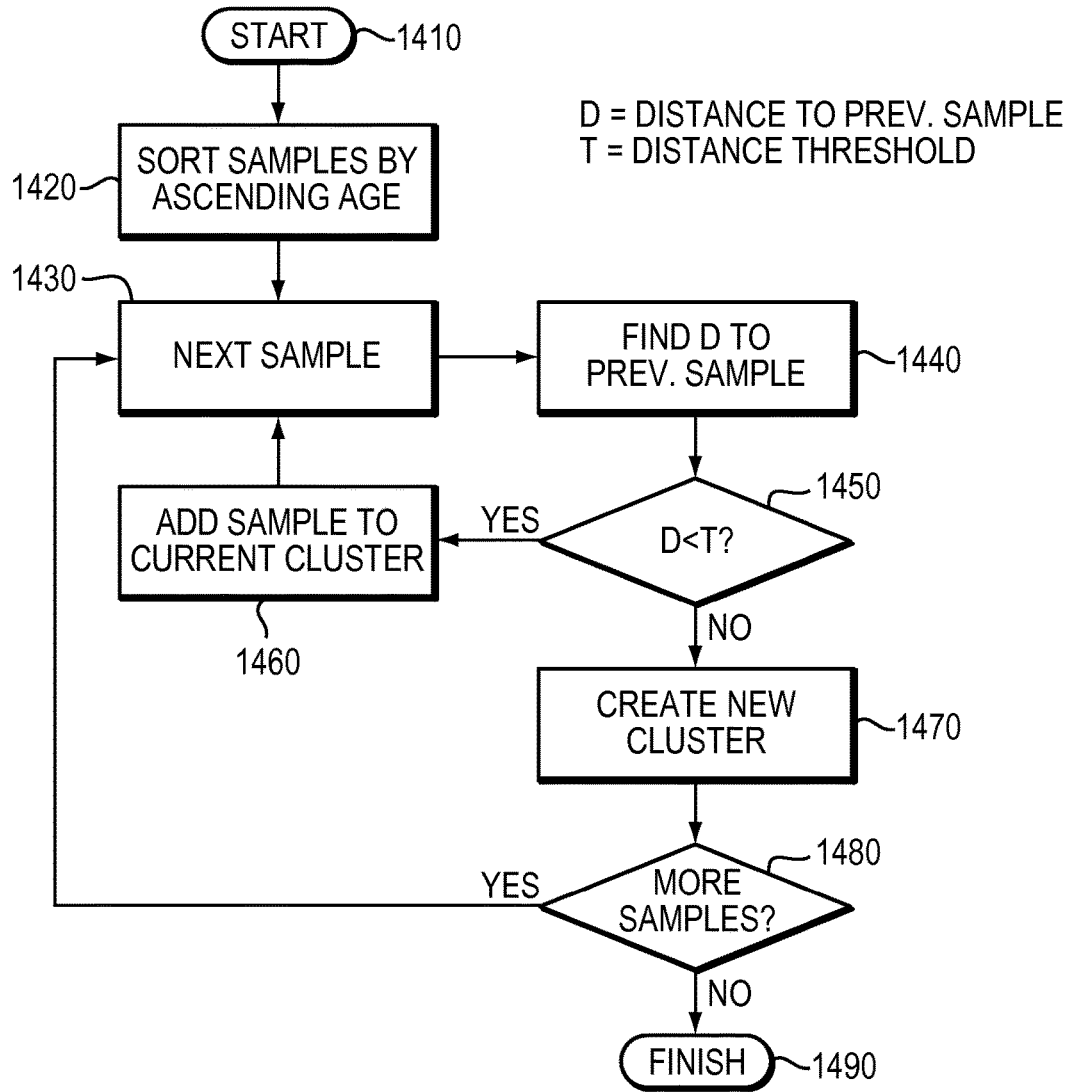 START
1410
D = DISTANCE TO PREV. SAMPLE
T = DISTANCE THRESHOLD
1420
SORT SAMPLES BY
ASCENDING AGE
1430
NEXT SAMPLE
FIND D TO
PREV. SAMPLE
1440
ADD SAMPLE TO
CURRENT CLUSTER
1460
YES
D<T?
1450
NO
CREATE NEW
CLUSTER
1470
YES
MORE
SAMPLES?
1480
NO
FINISH
1490